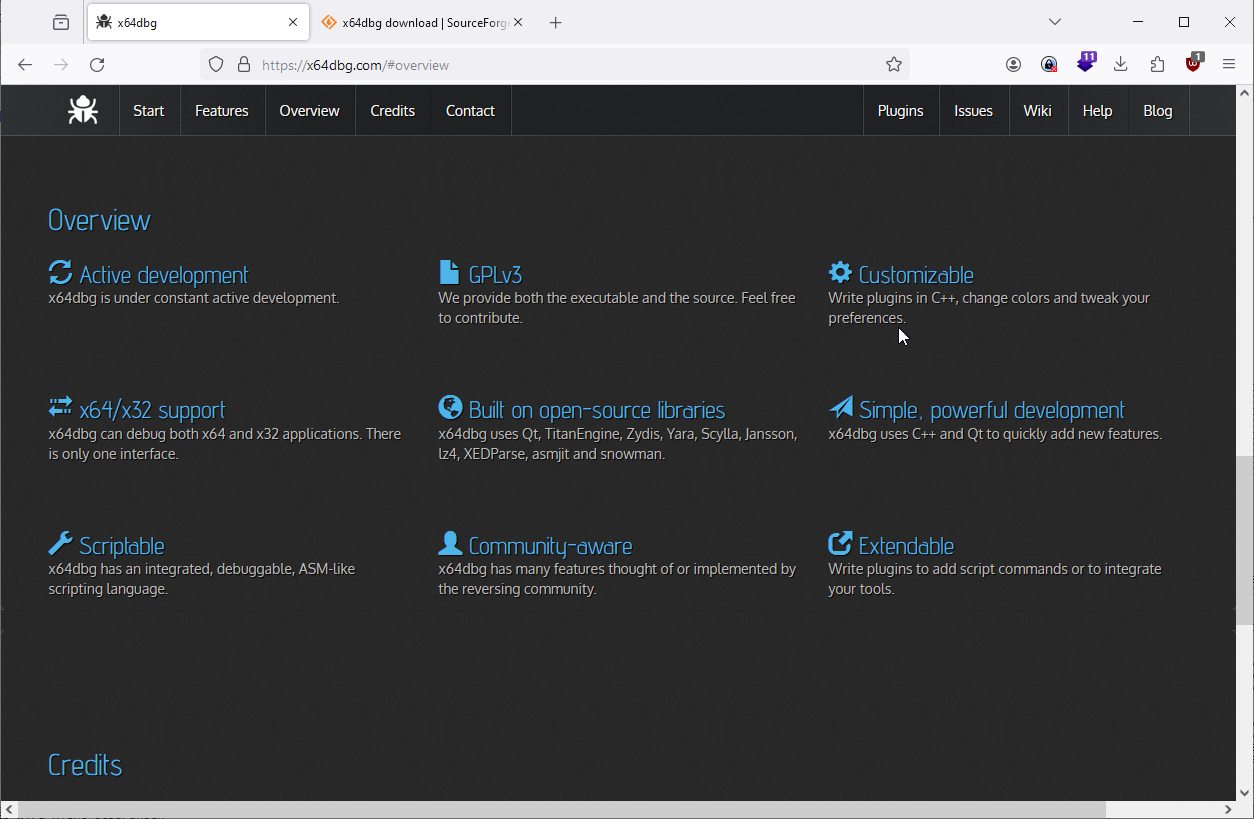 x64dbg
x64dbg download | SourceForge
https://x64dbg.com/#overview
11
1
Start
Features
Overview
Credits
Contact
Plugins
Issues
Wiki
Help
Blog
Overview
Active development
x64dbg is under constant active development.
GPLv3
We provide both the executable and the source. Feel free
to contribute.
Customizable
Write plugins in C++, change colors and tweak your
preferences.
x64/x32 support
x64dbg can debug both x64 and x32 applications. There
is only one interface.
Built on open-source libraries
x64dbg uses Qt, TitanEngine, Zydis, Yara, Scylla, Jansson,
lz4, XEDParse, asmjit and snowman.
Simple, powerful development
x64dbg uses C++ and Qt to quickly add new features.
Scriptable
x64dbg has an integrated, debuggable, ASM-like
scripting language.
Community-aware
x64dbg has many features thought of or implemented by
the reversing community.
Extendable
Write plugins to add script commands or to integrate
your tools.
Credits